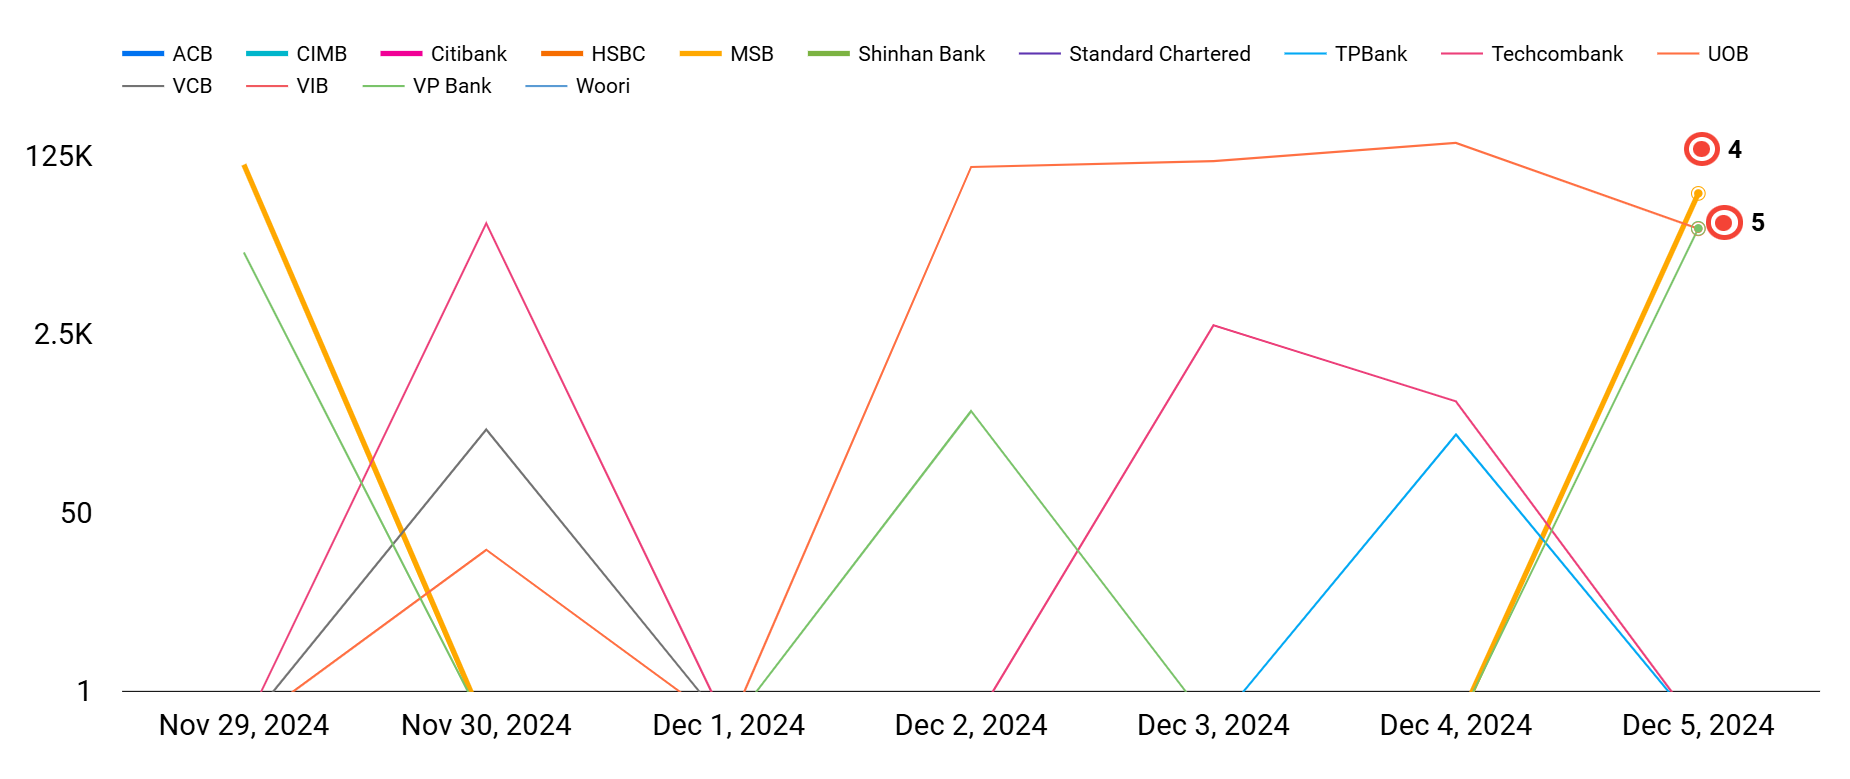 ACB CIMB Citibank HSBC MSB Shinhan Bank Standard Chartered TPBank Techcombank UOB
VCB VIB VP Bank Woori
125K
4
5
2.5K
50
1
Nov 29, 2024 Nov 30, 2024 Dec 1, 2024 Dec 2, 2024 Dec 3, 2024 Dec 4, 2024 Dec 5, 2024